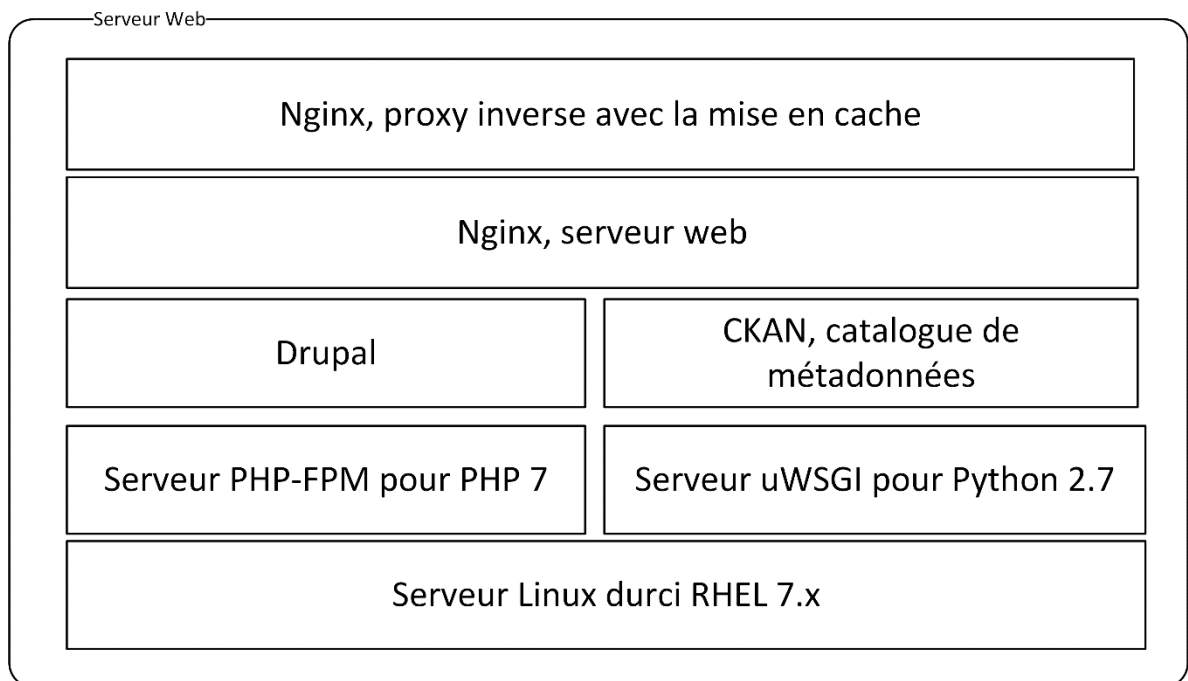 Serveur Web
Nginx, proxy inverse avec la mise en cache
Nginx, serveur web
Drupal
CKAN, catalogue de
métadonnées
Serveur PHP-FPM pour PHP 7
Serveur uWSGI pour Python 2.7
Serveur Linux durci RHEL 7.x